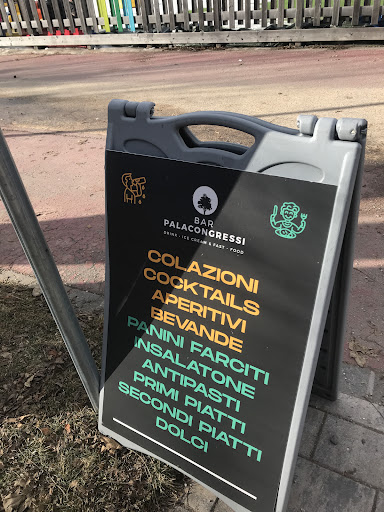 BAR
PALACONGRESSI
DRINK · ICE CREAM & FAST · FOOD
COLAZIONI
COCKTAILS
APERITIVI
BEVANDE
PANINI FARCITI
INSALATONE
ANTIPASTI
PRIMI PIATTI
SECONDI PIATTI
DOLCI